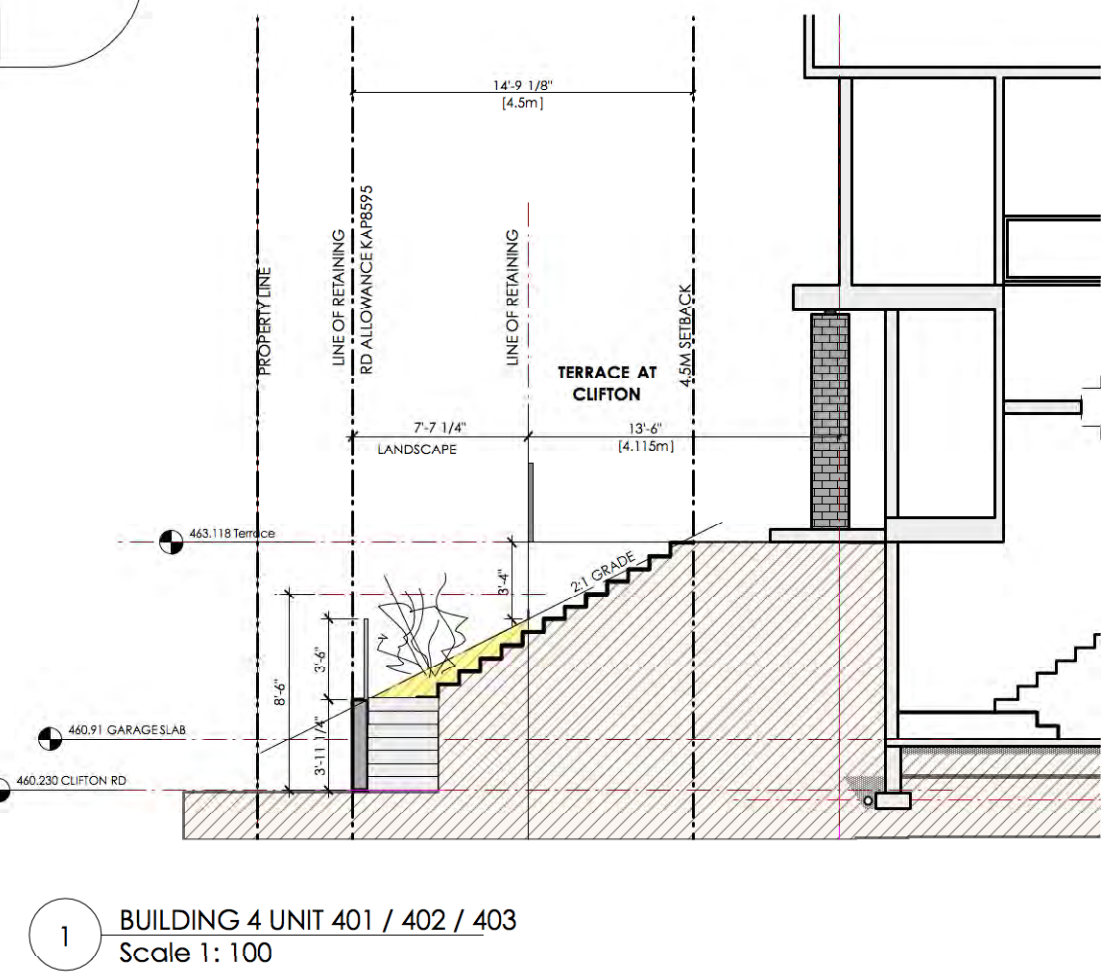 14'-9 1/8"
[4.5m]
PROPERTY LINE
LINE OF RETAINING
RD ALLOWANCE KAP8595
LINE OF RETAINING
4.5M SETBACK
TERRACE AT
CLIFTON
7'-7 1/4"
LANDSCAPE
13'-6"
[4.115m]
463.118 Terrace
3'-4"
2:1 GRADE
3'-6"
8'-6"
3'-11 1/4"
460.91 GARAGE SLAB
460.230 CLIFTON RD
1
BUILDING 4 UNIT 401 / 402 / 403
Scale 1: 100